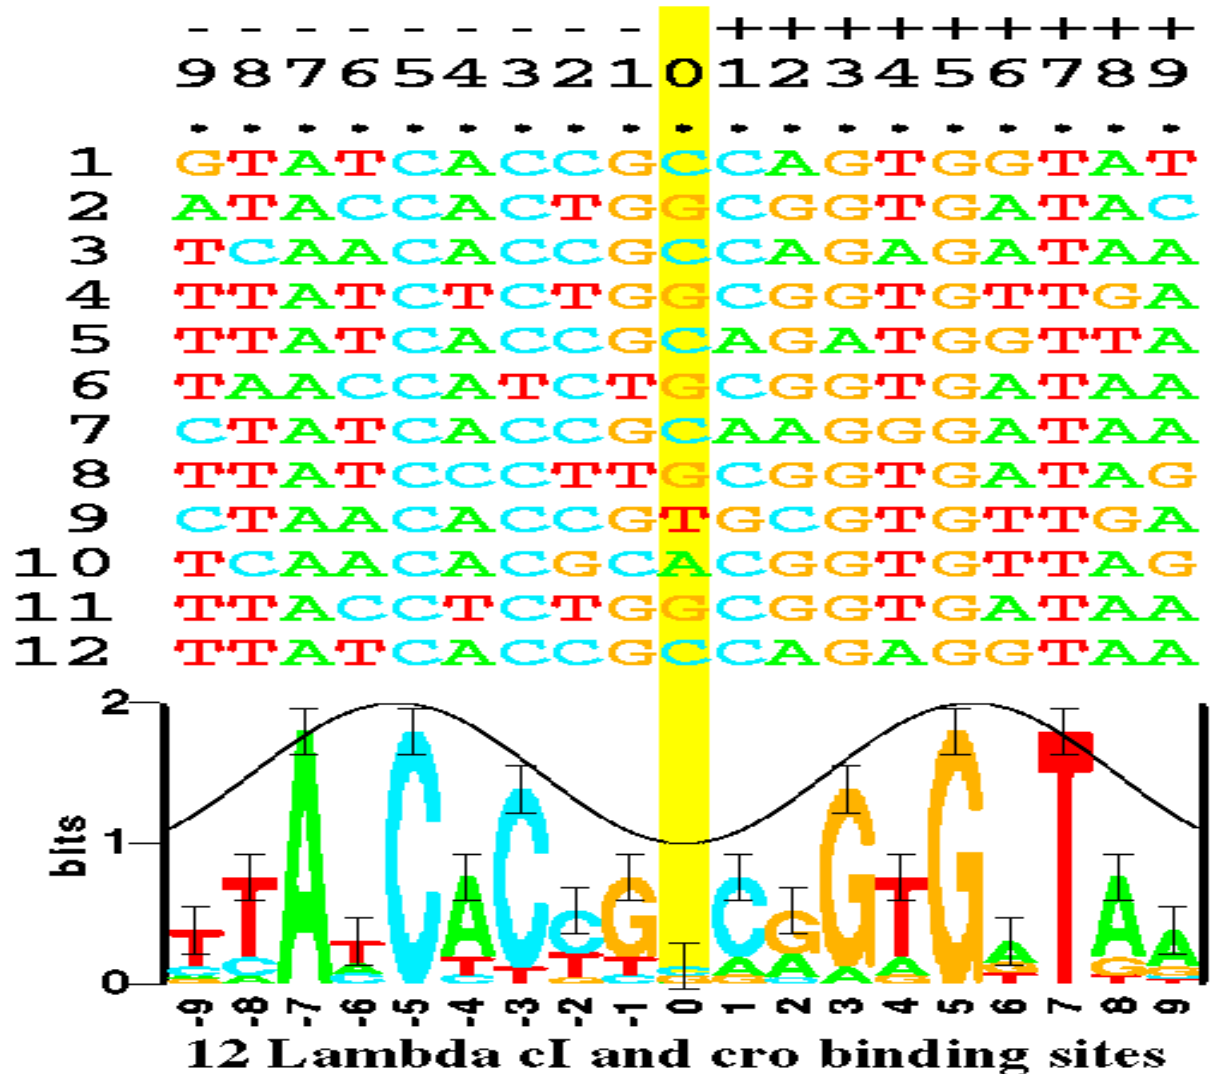 - - - - - - - - - + + + + + + + + +
9 8 7 6 5 4 3 2 1 0 1 2 3 4 5 6 7 8 9
. . . . . . . . . . . . . . . . . . .
1 GTATCACCGCCAGTGGTAT
2 ATACCACTGGCGGTGATAC
3 TCAACACCGCCAGAGATAA
4 TTATCTCTGGCGGTGTTGA
5 TTATCACCGCAGATGGTTA
6 TAACCATCTGCGGTGATAA
7 CTATCACCGCAAGGGATAA
8 TTATCCCTTGCGGTGATAG
9 CTAACACCGTGCGTGTTGA
10 TCAACACGCACGGTGTTAG
11 TTACCTCTGGCGGTGATAA
12 TTATCACCGCCAGAGGTAA
2
bits
1
0
T T A T C A C C G C G G T G A T A A
-9 -8 -7 -6 -5 -4 -3 -2 -1 0 1 2 3 4 5 6 7 8 9
12 Lambda cI and cro binding sites